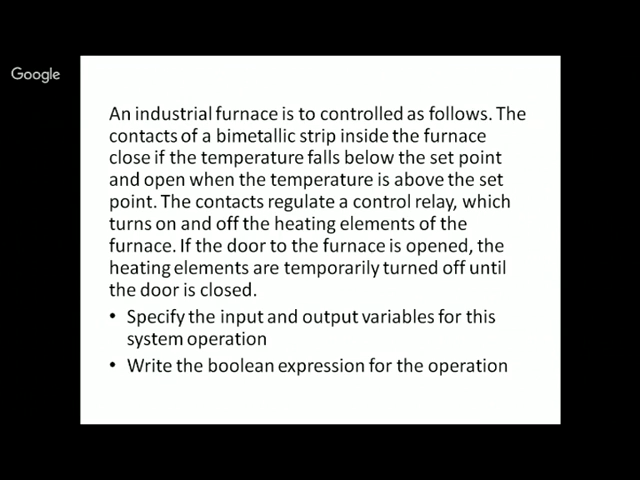 Google
An industrial furnace is to controlled as follows. The
contacts of a bimetallic strip inside the furnace
close if the temperature falls below the set point
and open when the temperature is above the set
point. The contacts regulate a control relay, which
turns on and off the heating elements of the
furnace. If the door to the furnace is opened, the
heating elements are temporarily turned off until
the door is closed.
• Specify the input and output variables for this
system operation
• Write the boolean expression for the operation